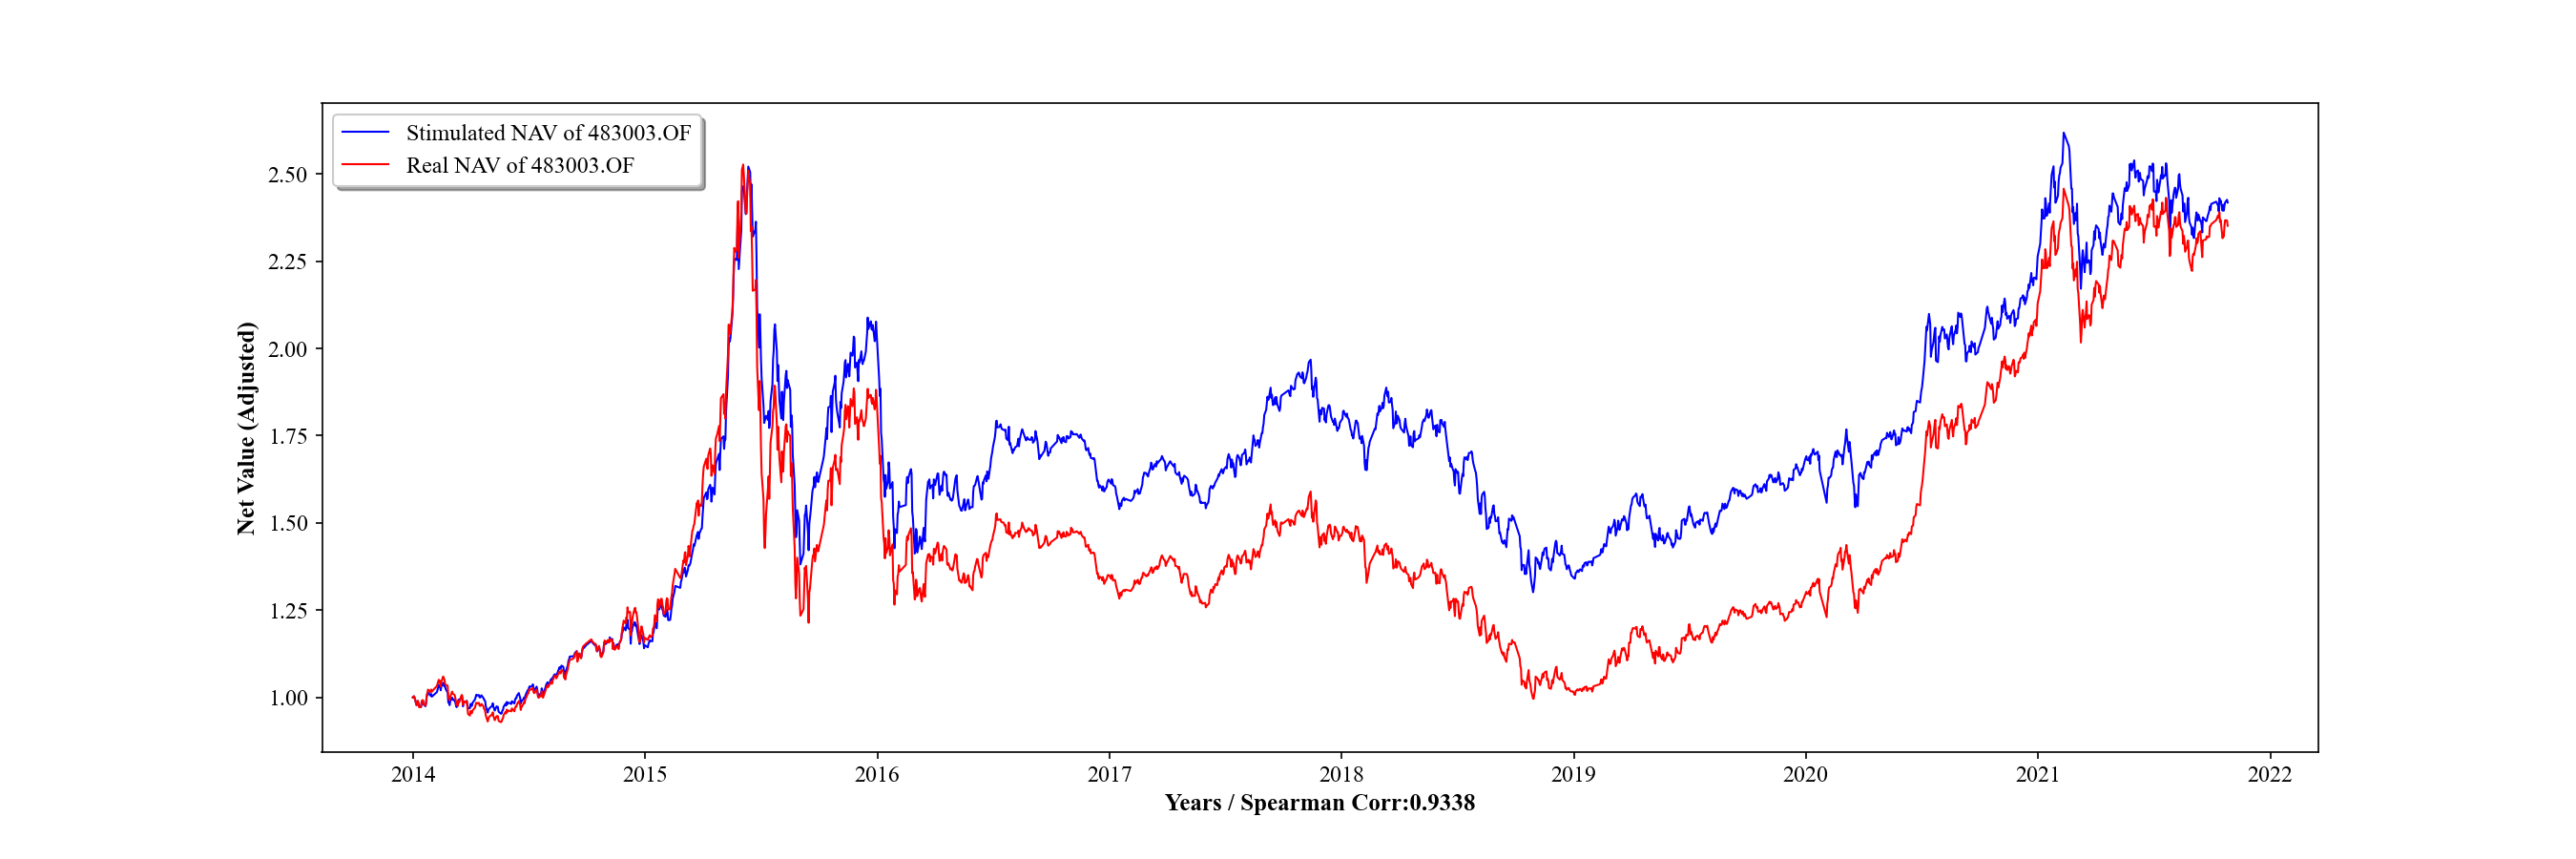 Stimulated NAV of 483003.OF
Real NAV of 483003.OF
Net Value (Adjusted)
2.50
2.25
2.00
1.75
1.50
1.25
1.00
2014 2015 2016 2017 2018 2019 2020 2021 2022
Years / Spearman Corr:0.9338